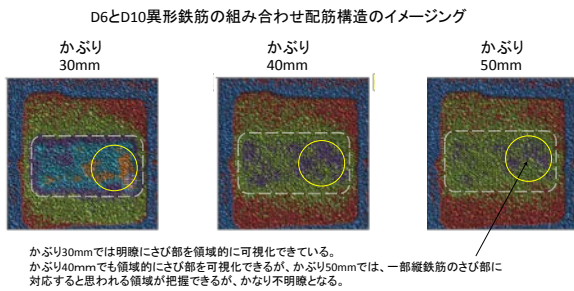 D6とD10異形鉄筋の組み合わせ配筋構造のイメージング
かぶり
30mm
かぶり
40mm
かぶり
50mm
かぶり30mmでは明瞭にさび部を領域的に可視化できている。
かぶり40mmでも領域的にさび部を可視化できるが、かぶり50mmでは、一部縦鉄筋のさび部に
対応すると思われる領域が把握できるが、かなり不明瞭となる。